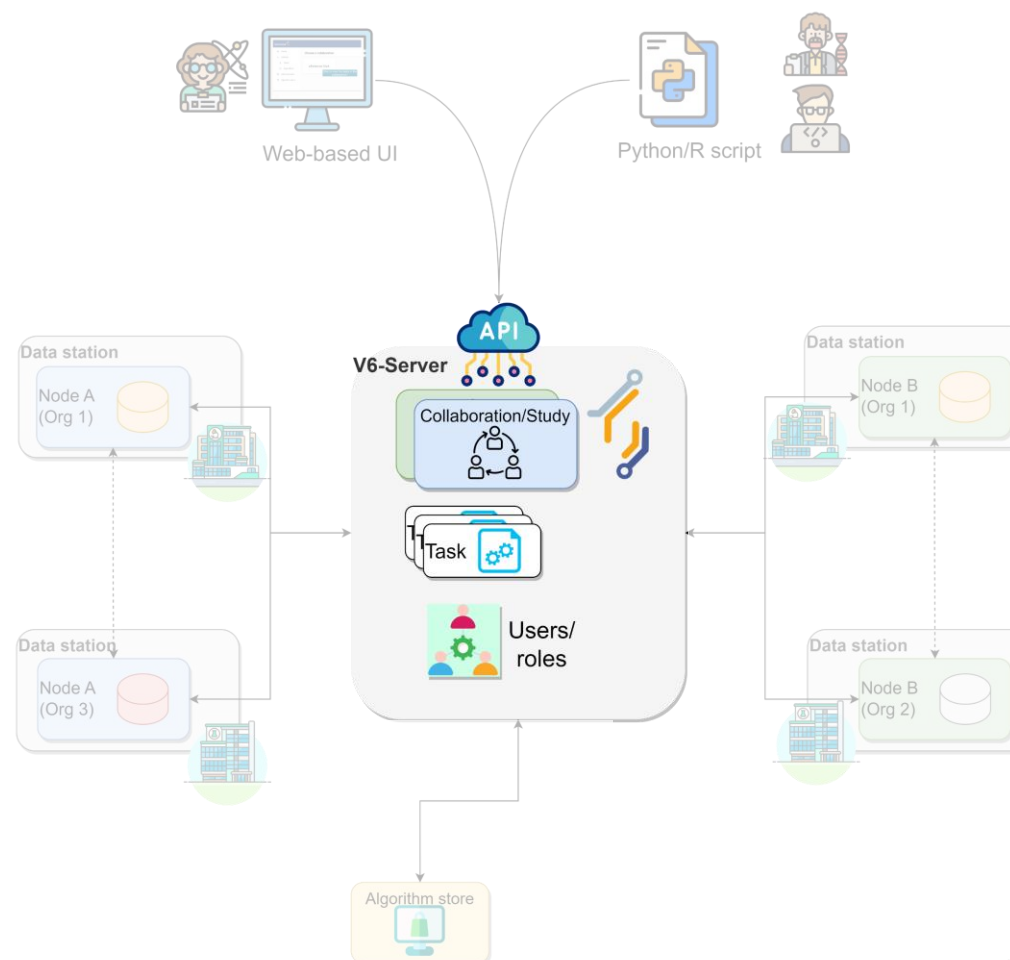 Web-based UI
Python/R script
API
V6-Server
Collaboration/Study
Task
Users/
roles
Data station
Node A
(Org 1)
Data station
Node A
(Org 3)
Data station
Node B
(Org 1)
Data station
Node B
(Org 2)
Algorithm store